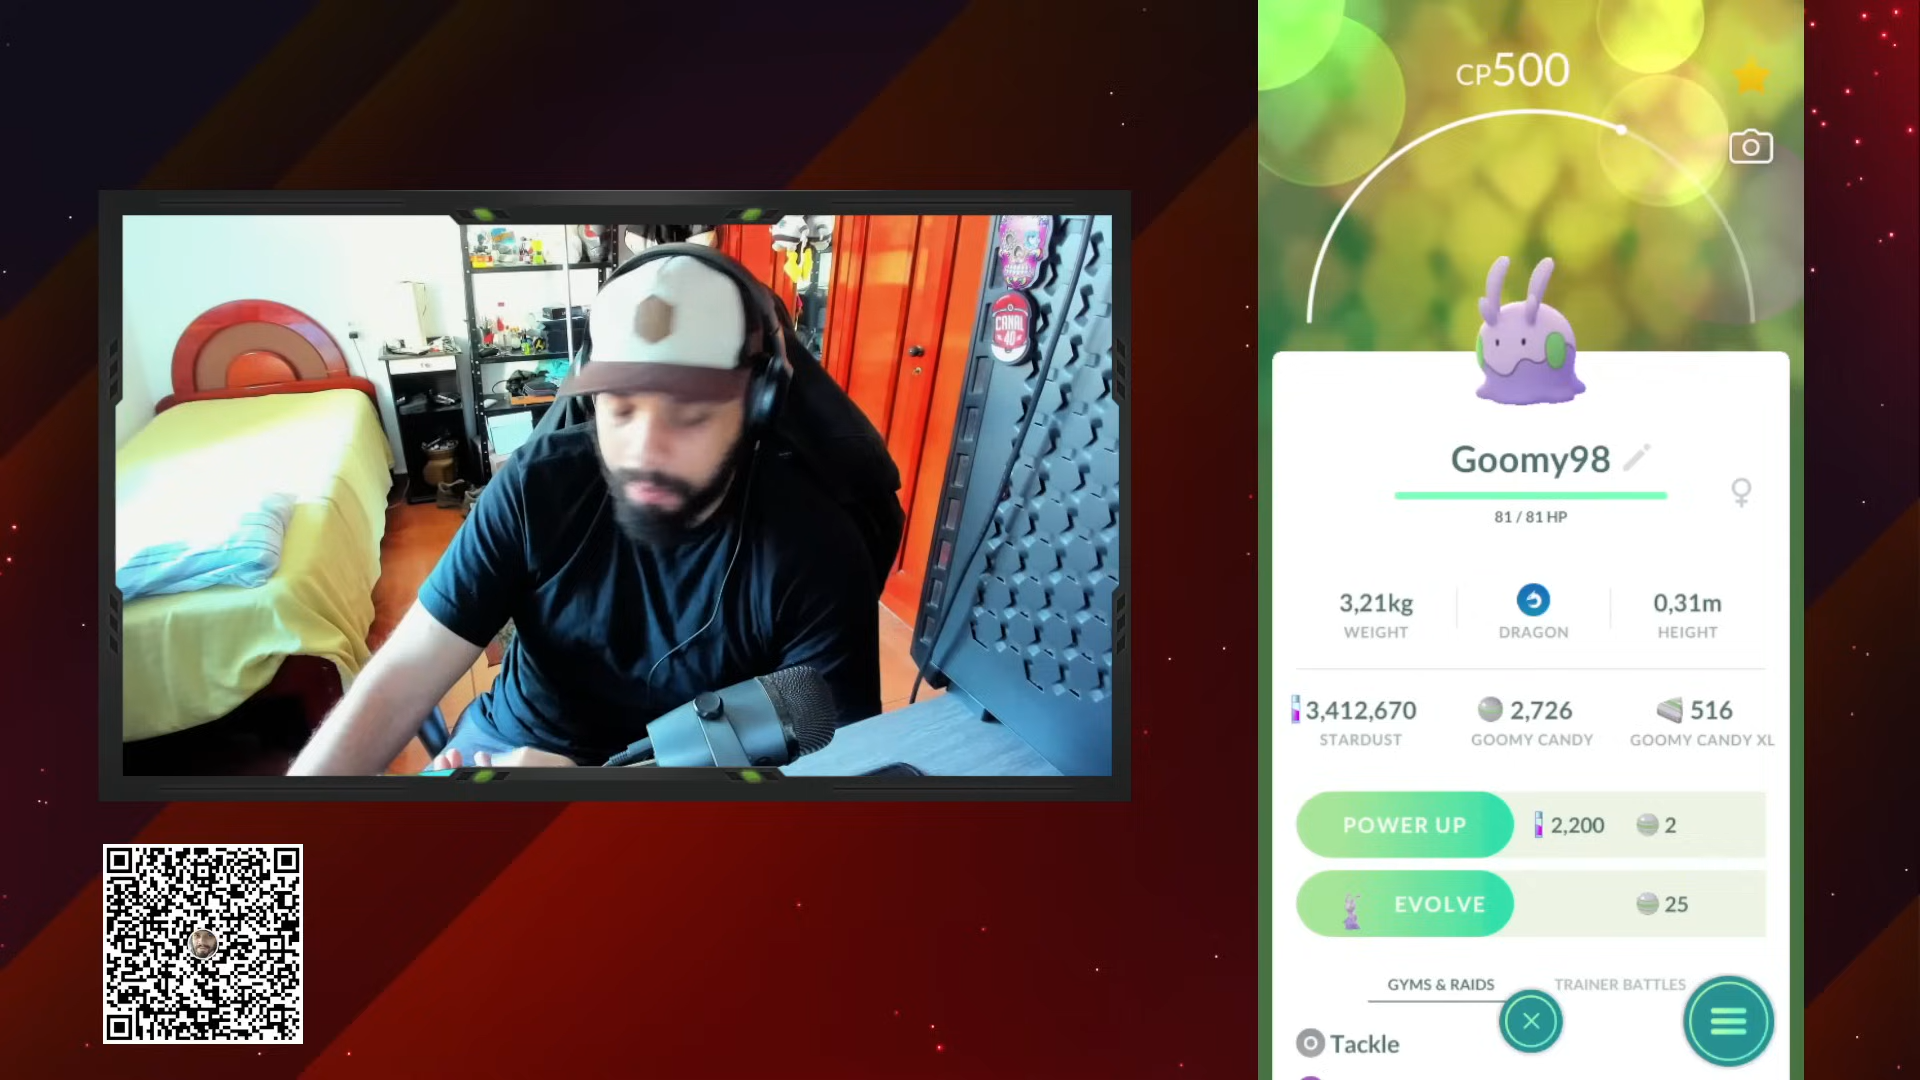 CP500
CANAL
40
Goomy98
81 / 81 HP
3,21kg
WEIGHT
DRAGON
0,31m
HEIGHT
3,412,670
STARDUST
2,726
GOOMY CANDY
516
GOOMY CANDY XL
POWER UP
2,200
2
EVOLVE
25
GYMS & RAIDS
TRAINER BATTLES
Tackle